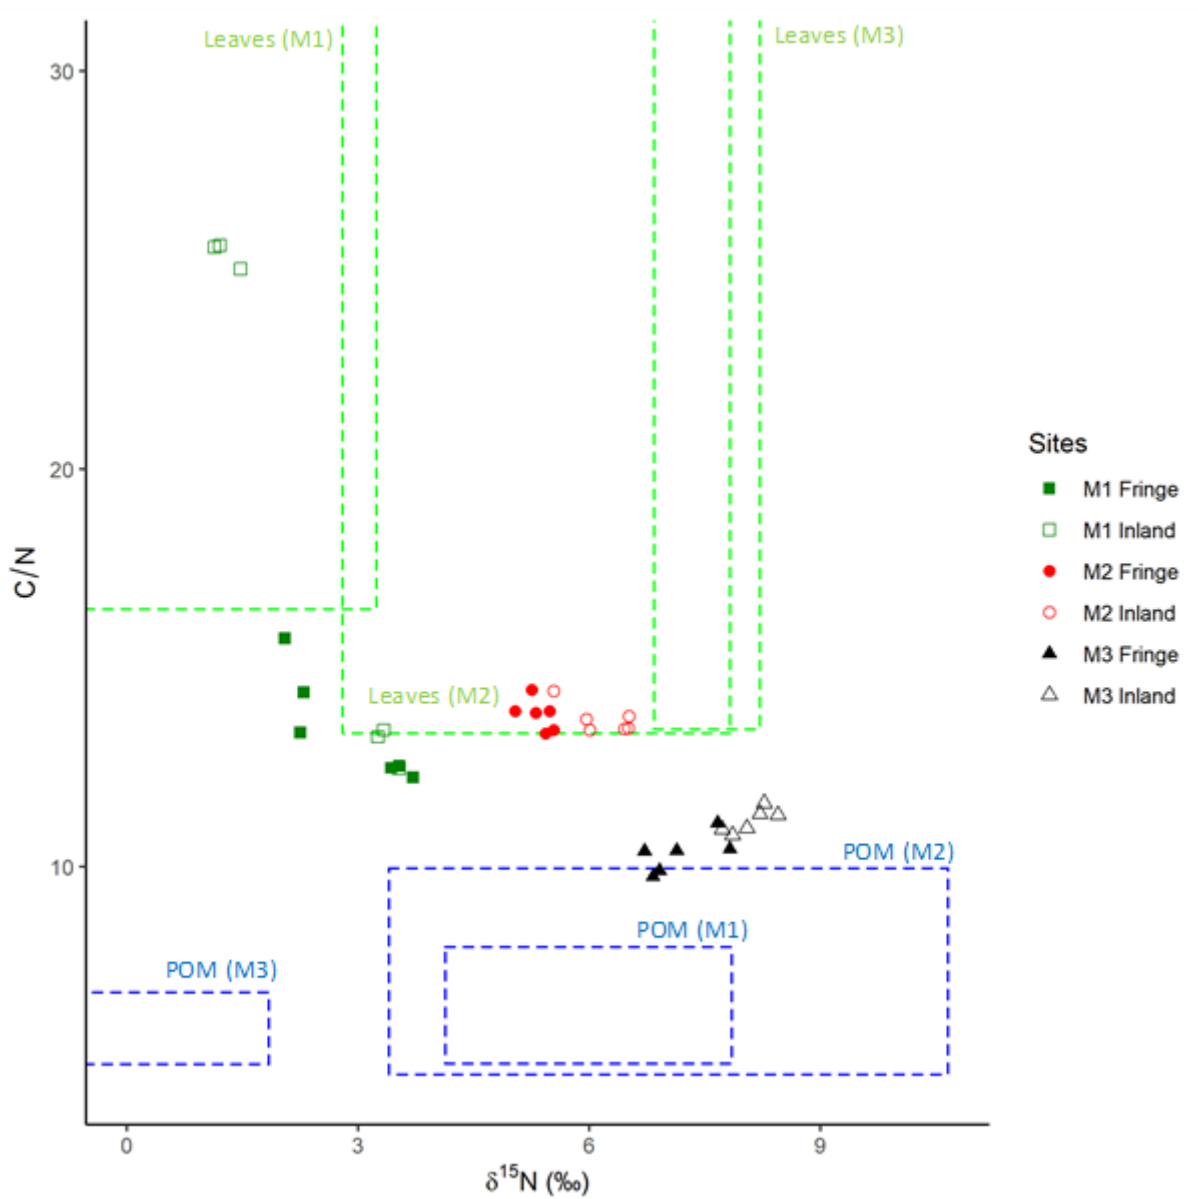 Leaves (M1)
Leaves (M3)
30
20
C/N
Leaves (M2)
10
POM (M2)
POM (M1)
POM (M3)
0
3
6
9
δ¹⁵N (‰)
Sites
M1 Fringe
M1 Inland
M2 Fringe
M2 Inland
M3 Fringe
M3 Inland